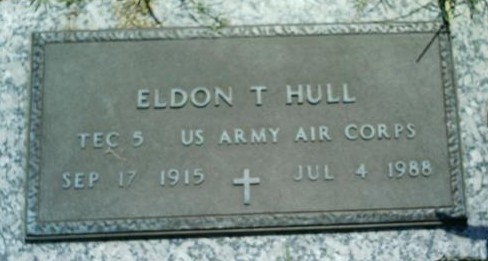 ELDON T HULL
TEC 5 US ARMY AIR CORPS
SEP 17 1915 JUL 4 1988